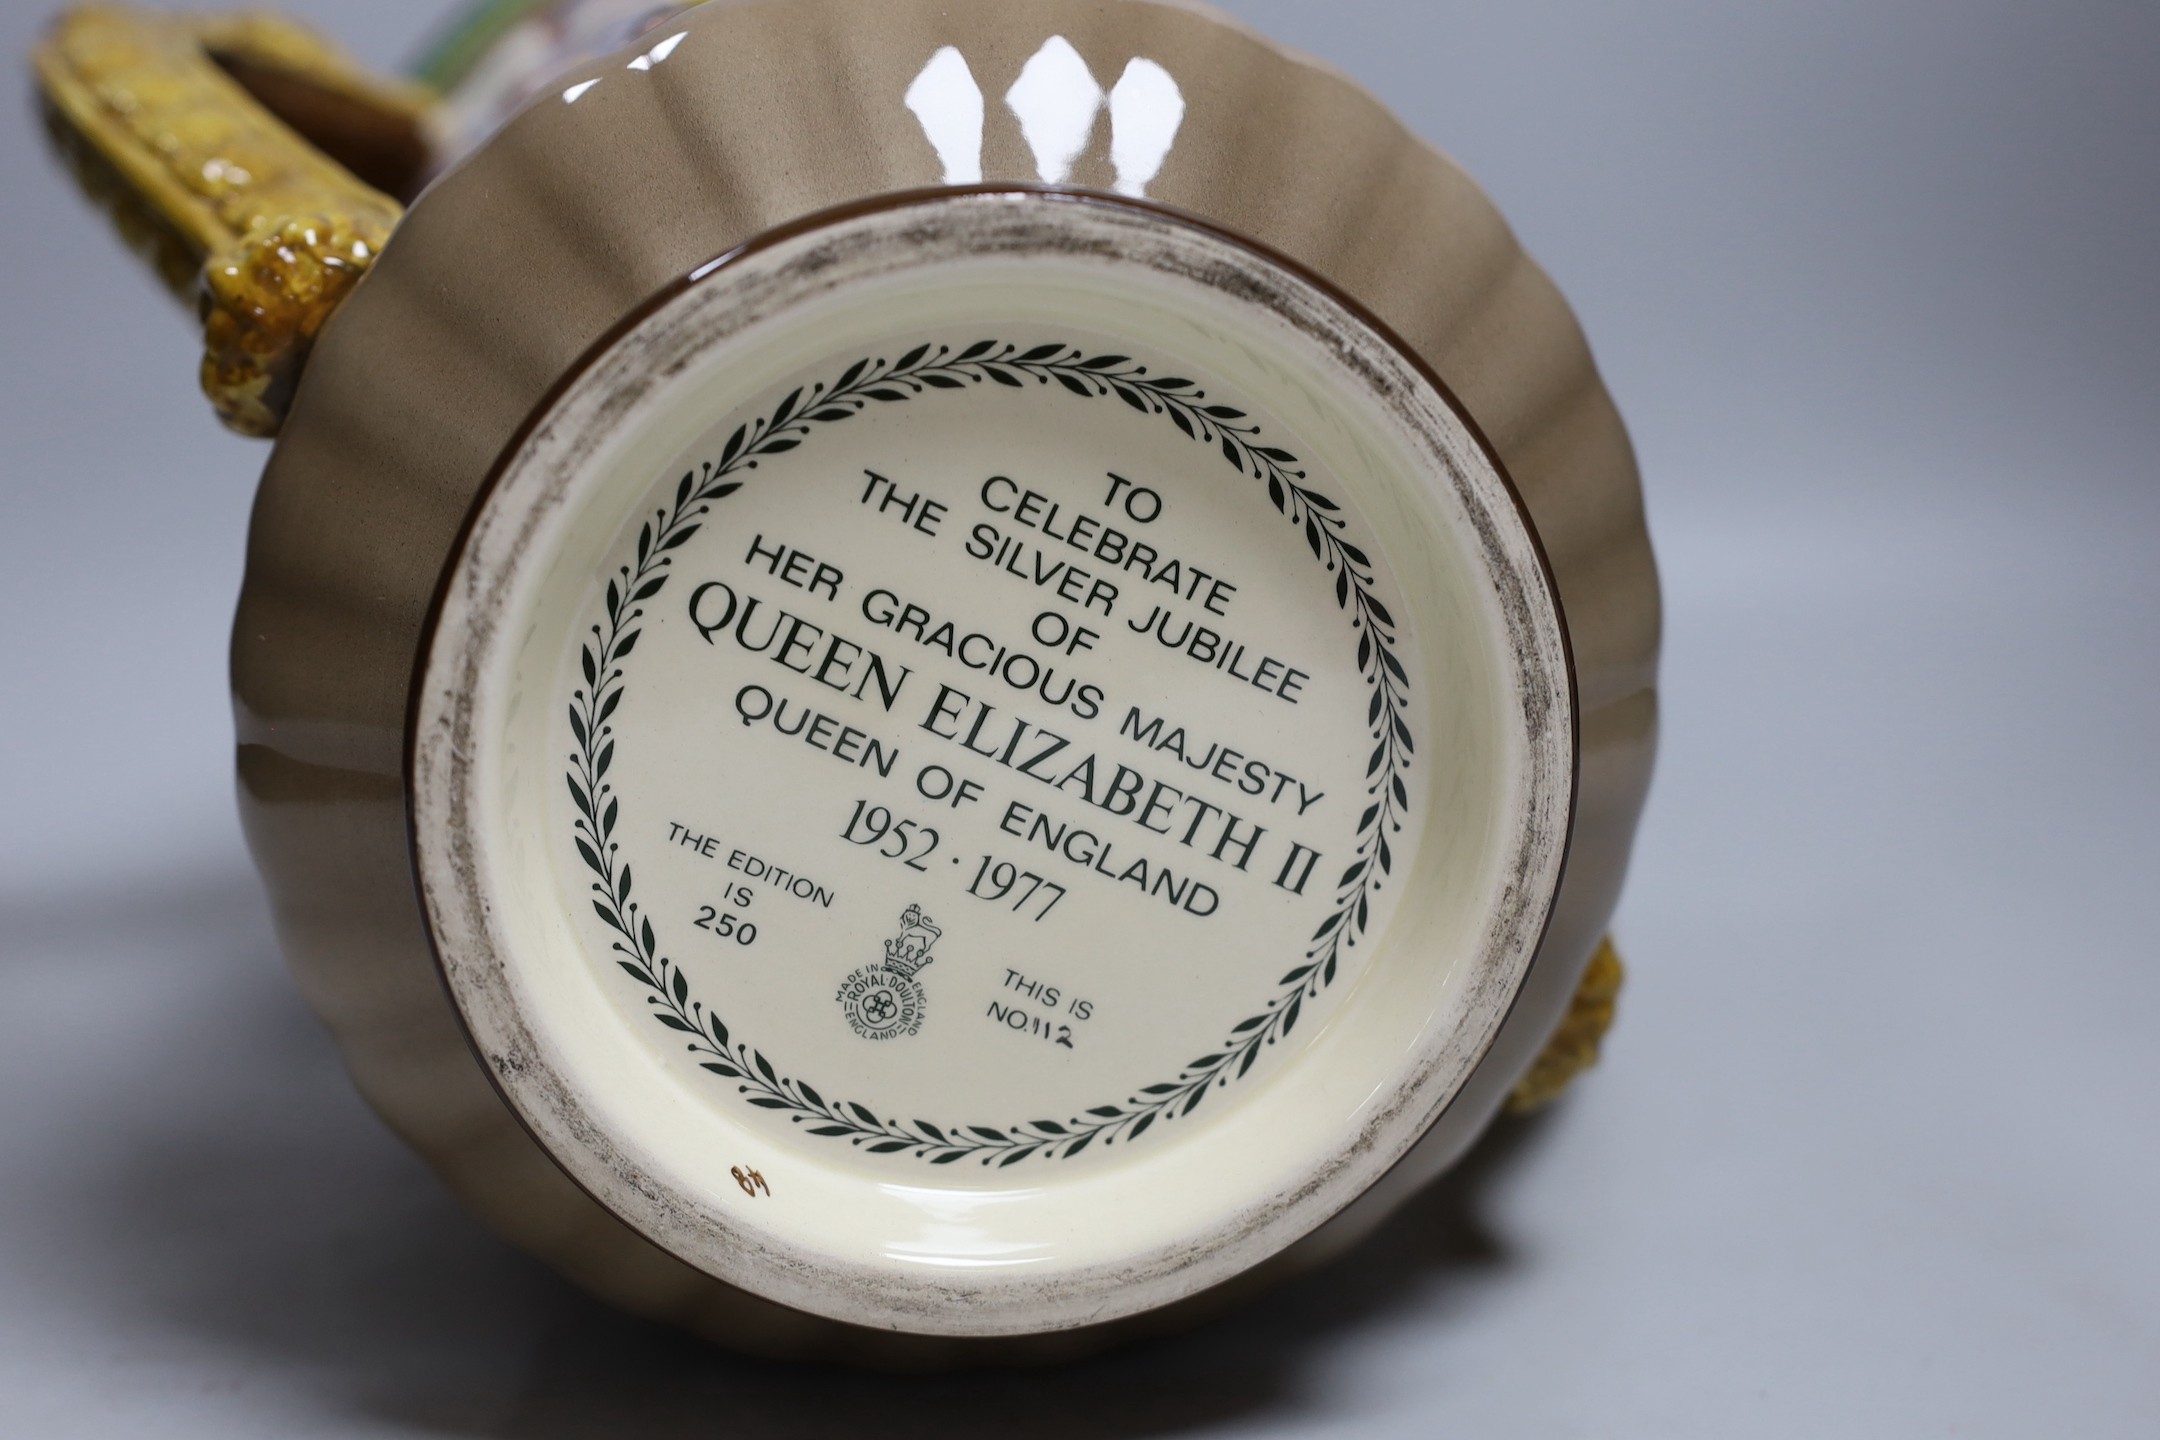 TO
CELEBRATE
THE SILVER JUBILEE
OF
HER GRACIOUS MAJESTY
QUEEN ELIZABETH II
QUEEN OF ENGLAND
1952 · 1977
THE EDITION
IS
250
MADE IN ENGLAND
ROYAL DOULTON
ENGLAND
THIS IS
NO. 112